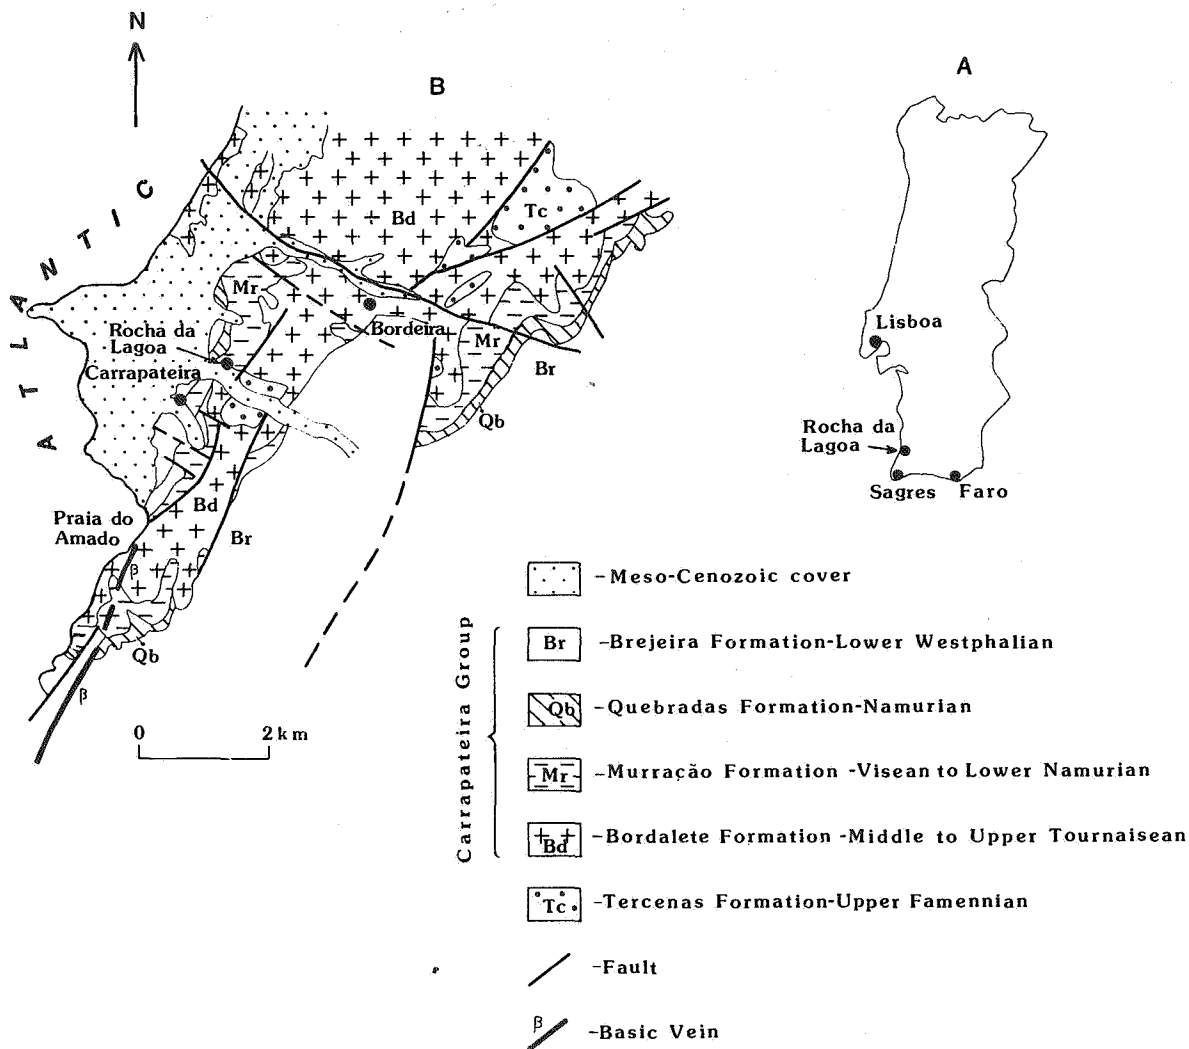 N
B
A
ATLANTIC
Bd
Tc
Mr
Rocha da
Lagoa
Carrapateira
Bordeira
Mr
Br
Qb
Praia do
Amado
Bd
Br
β
Qb
β
0 2 km
Lisboa
Rocha da
Lagoa
Sagres Faro
Carrapateira Group
-Meso-Cenozoic cover
Br -Brejeira Formation-Lower Westphalian
Qb -Quebradas Formation-Namurian
Mr -Murração Formation -Visean to Lower Namurian
Bd -Bordalete Formation -Middle to Upper Tournaisean
Tc -Tercenas Formation-Upper Famennian
-Fault
β -Basic Vein